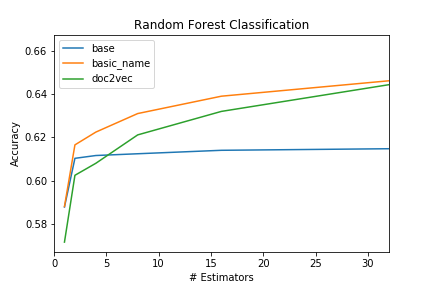 Random Forest Classification
base
basic_name
doc2vec
Accuracy
0.66
0.64
0.62
0.60
0.58
0 5 10 15 20 25 30
# Estimators